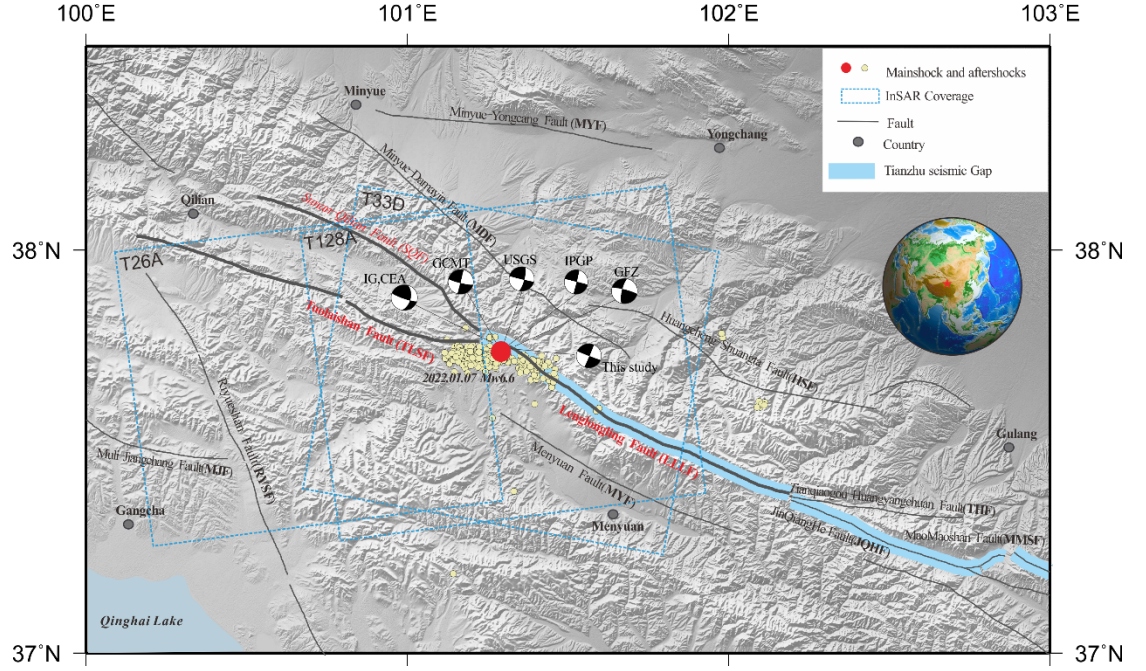 100°E
101°E
102°E
103°E
38°N
37°N
38°N
37°N
Mainshock and aftershocks
InSAR Coverage
Fault
Country
Tianzhu seismic Gap
Minyue
Minyue-Yongcang Fault (MYF)
Yongchang
Minyue-Damayin Fault(MDF)
Qilian
Sunan-Qilian Fault (SQF)
T33D
T128A
T26A
IG,CEA
GCMT
USGS
IPGP
GFZ
Tuolaishan Fault (TLSF)
2022.01.07 Mw6.6
This study
Huangcheng-Shuangta Fault(HSF)
Riyueshan Fault(RYSF)
Lenglongling Fault (LLLF)
Gulang
Muli-Jiangchang Fault(MJF)
Menyuan Fault(MYF)
Gangcha
Menyuan
Tianqiaogou-Huangyangchuan Fault(THF)
JinQiangHe Fault(JQHF)
MaoMaoshan Fault(MMSF)
Qinghai Lake